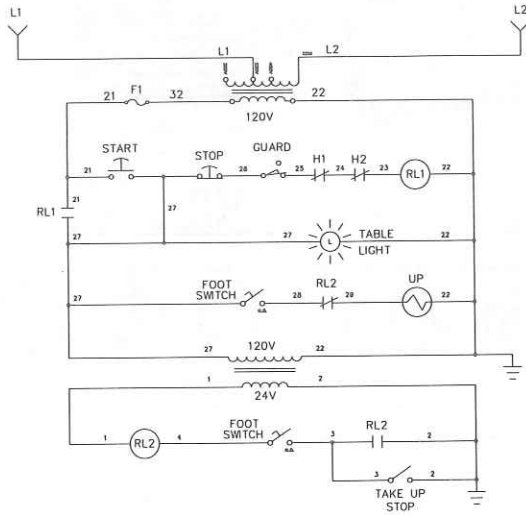 L1 L2
L1 L2
21 F1 32 22
120V
START STOP GUARD H1 H2
21 28 25 24 23 RL1 22
21
RL1
27
27 27 L TABLE LIGHT 22
FOOT SWITCH RL2 UP
27 28 29 22
27 120V 22
1 24V 2
FOOT SWITCH RL2
1 RL2 4 3 2
3 2
TAKE UP
STOP